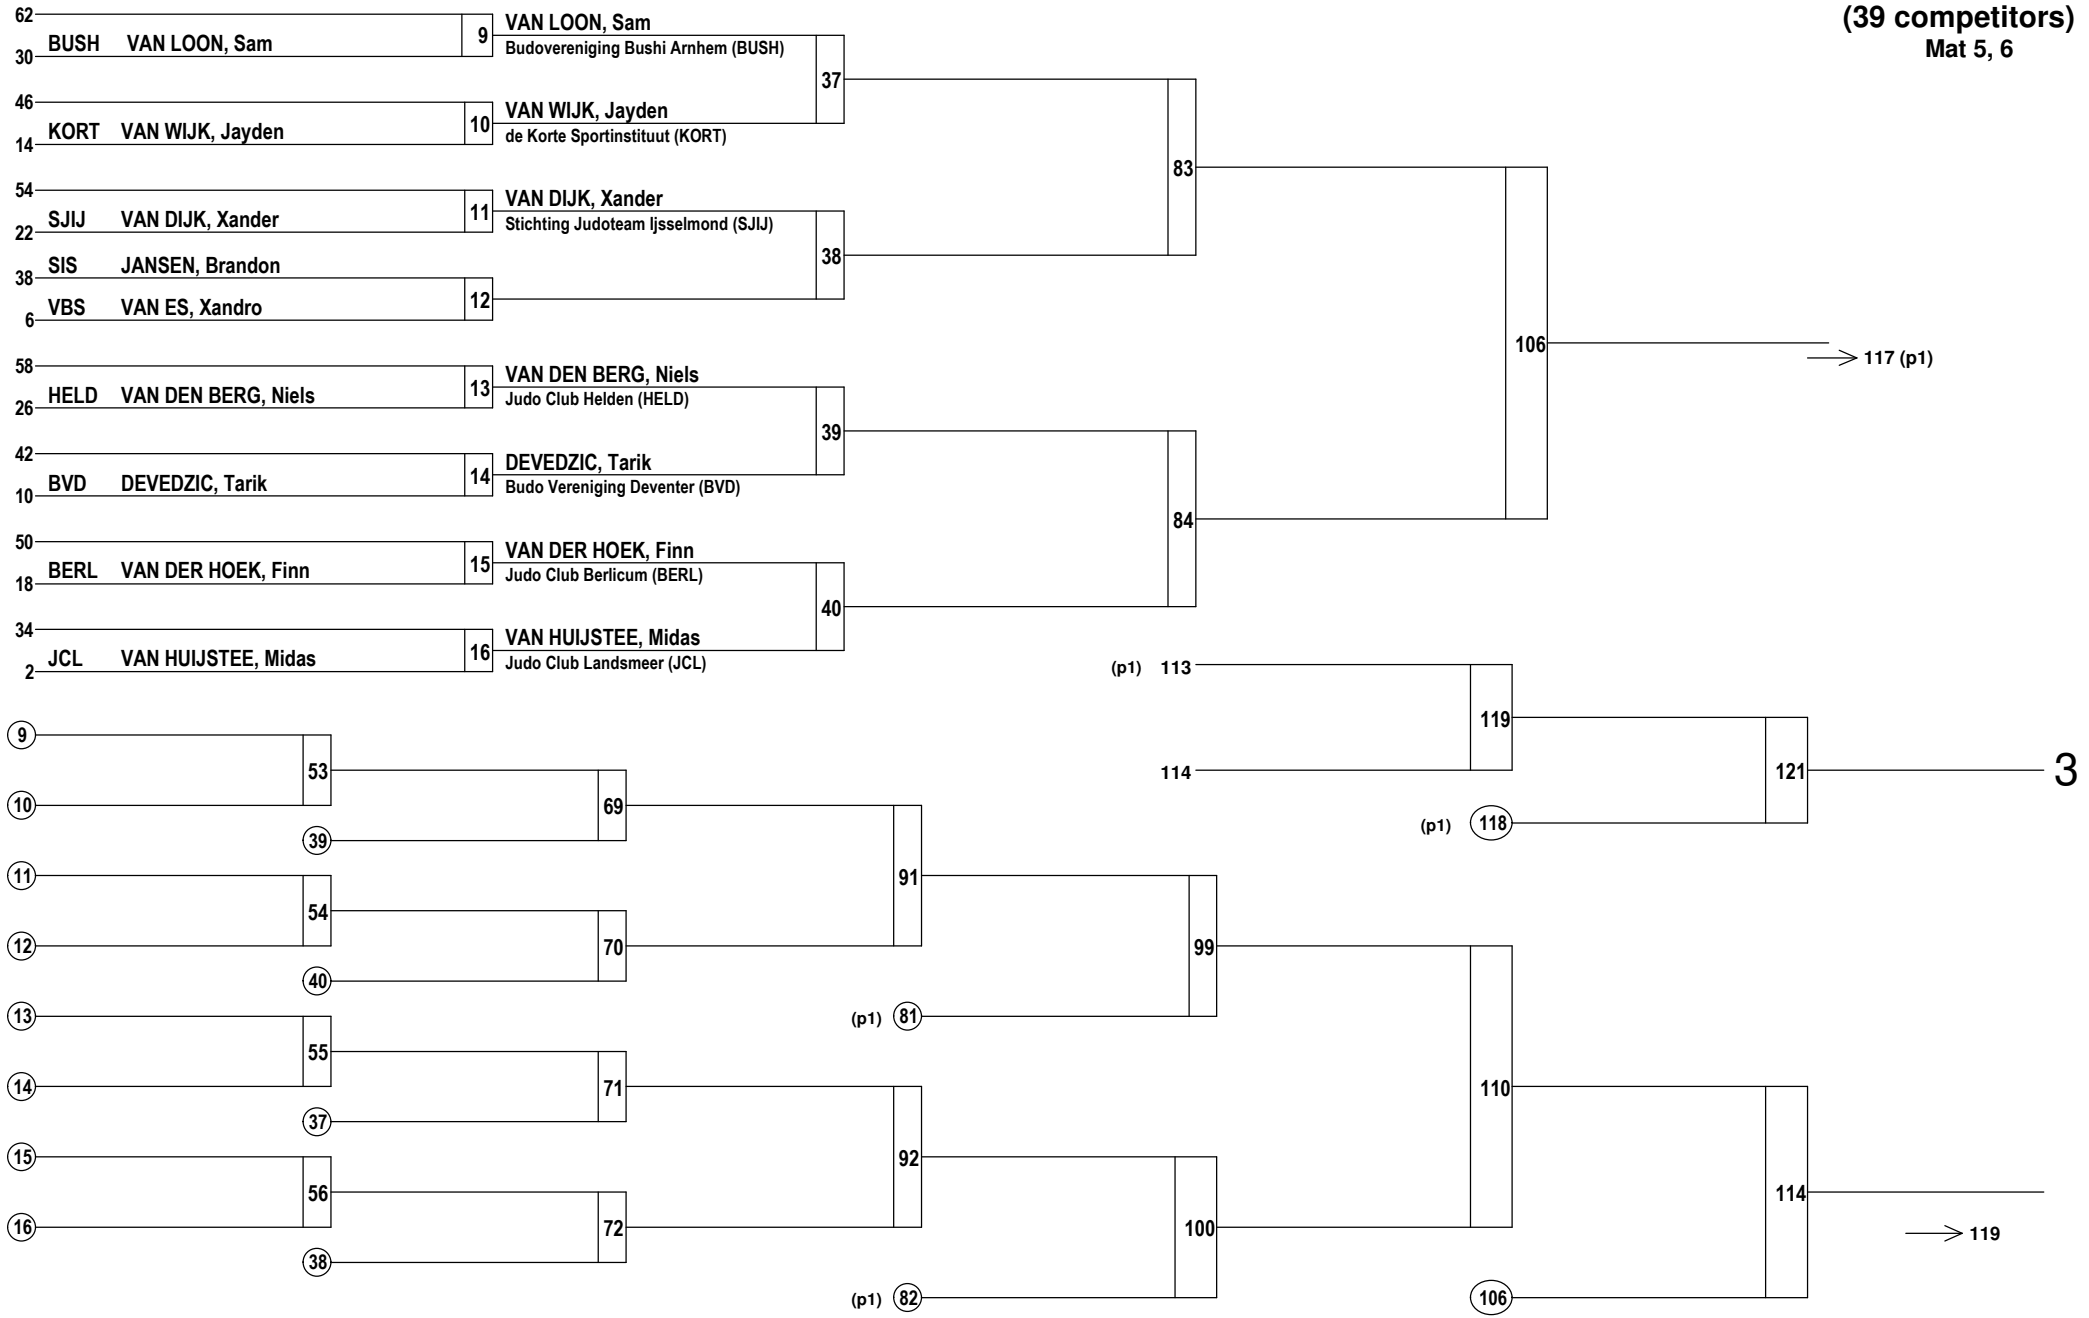 (39 competitors)
Mat 5, 6
62
BUSH VAN LOON, Sam
30
9
VAN LOON, Sam
Budovereniging Bushi Arnhem (BUSH)
37
46
KORT VAN WIJK, Jayden
14
10
VAN WIJK, Jayden
de Korte Sportinstituut (KORT)
83
54
SJIJ VAN DIJK, Xander
22
11
VAN DIJK, Xander
Stichting Judoteam Ijsselmond (SJIJ)
38
SIS JANSEN, Brandon
38
VBS VAN ES, Xandro
6
12
106
117 (p1)
58
HELD VAN DEN BERG, Niels
26
13
VAN DEN BERG, Niels
Judo Club Helden (HELD)
39
42
BVD DEVEDZIC, Tarik
10
14
DEVEDZIC, Tarik
Budo Vereniging Deventer (BVD)
84
50
BERL VAN DER HOEK, Finn
18
15
VAN DER HOEK, Finn
Judo Club Berlicum (BERL)
40
34
JCL VAN HUIJSTEE, Midas
2
16
VAN HUIJSTEE, Midas
Judo Club Landsmeer (JCL)
(p1) 113
119
114
121
3
(p1) 118
9
53
10
69
39
11
91
54
12
70
99
40
13
(p1) 81
55
14
71
110
37
15
92
56
114
16
72
100
119
38
(p1) 82
106